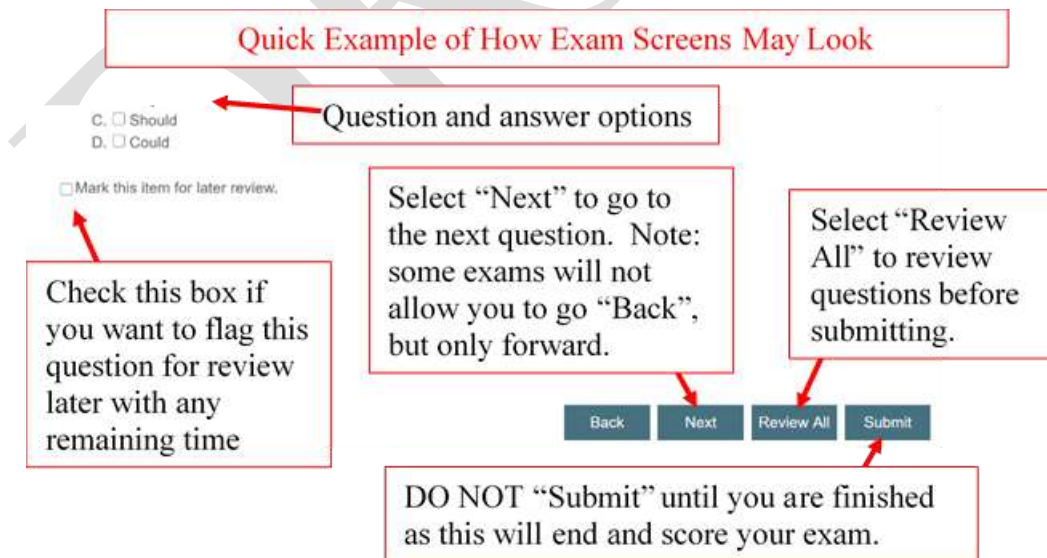 Quick Example of How Exam Screens May Look
Question and answer options
C. Should
D. Could
Mark this item for later review.
Check this box if
you want to flag this
question for review
later with any
remaining time
Select “Next” to go to
the next question. Note:
some exams will not
allow you to go “Back”,
but only forward.
Select “Review
All” to review
questions before
submitting.
Back Next Review All Submit
DO NOT “Submit” until you are finished
as this will end and score your exam.